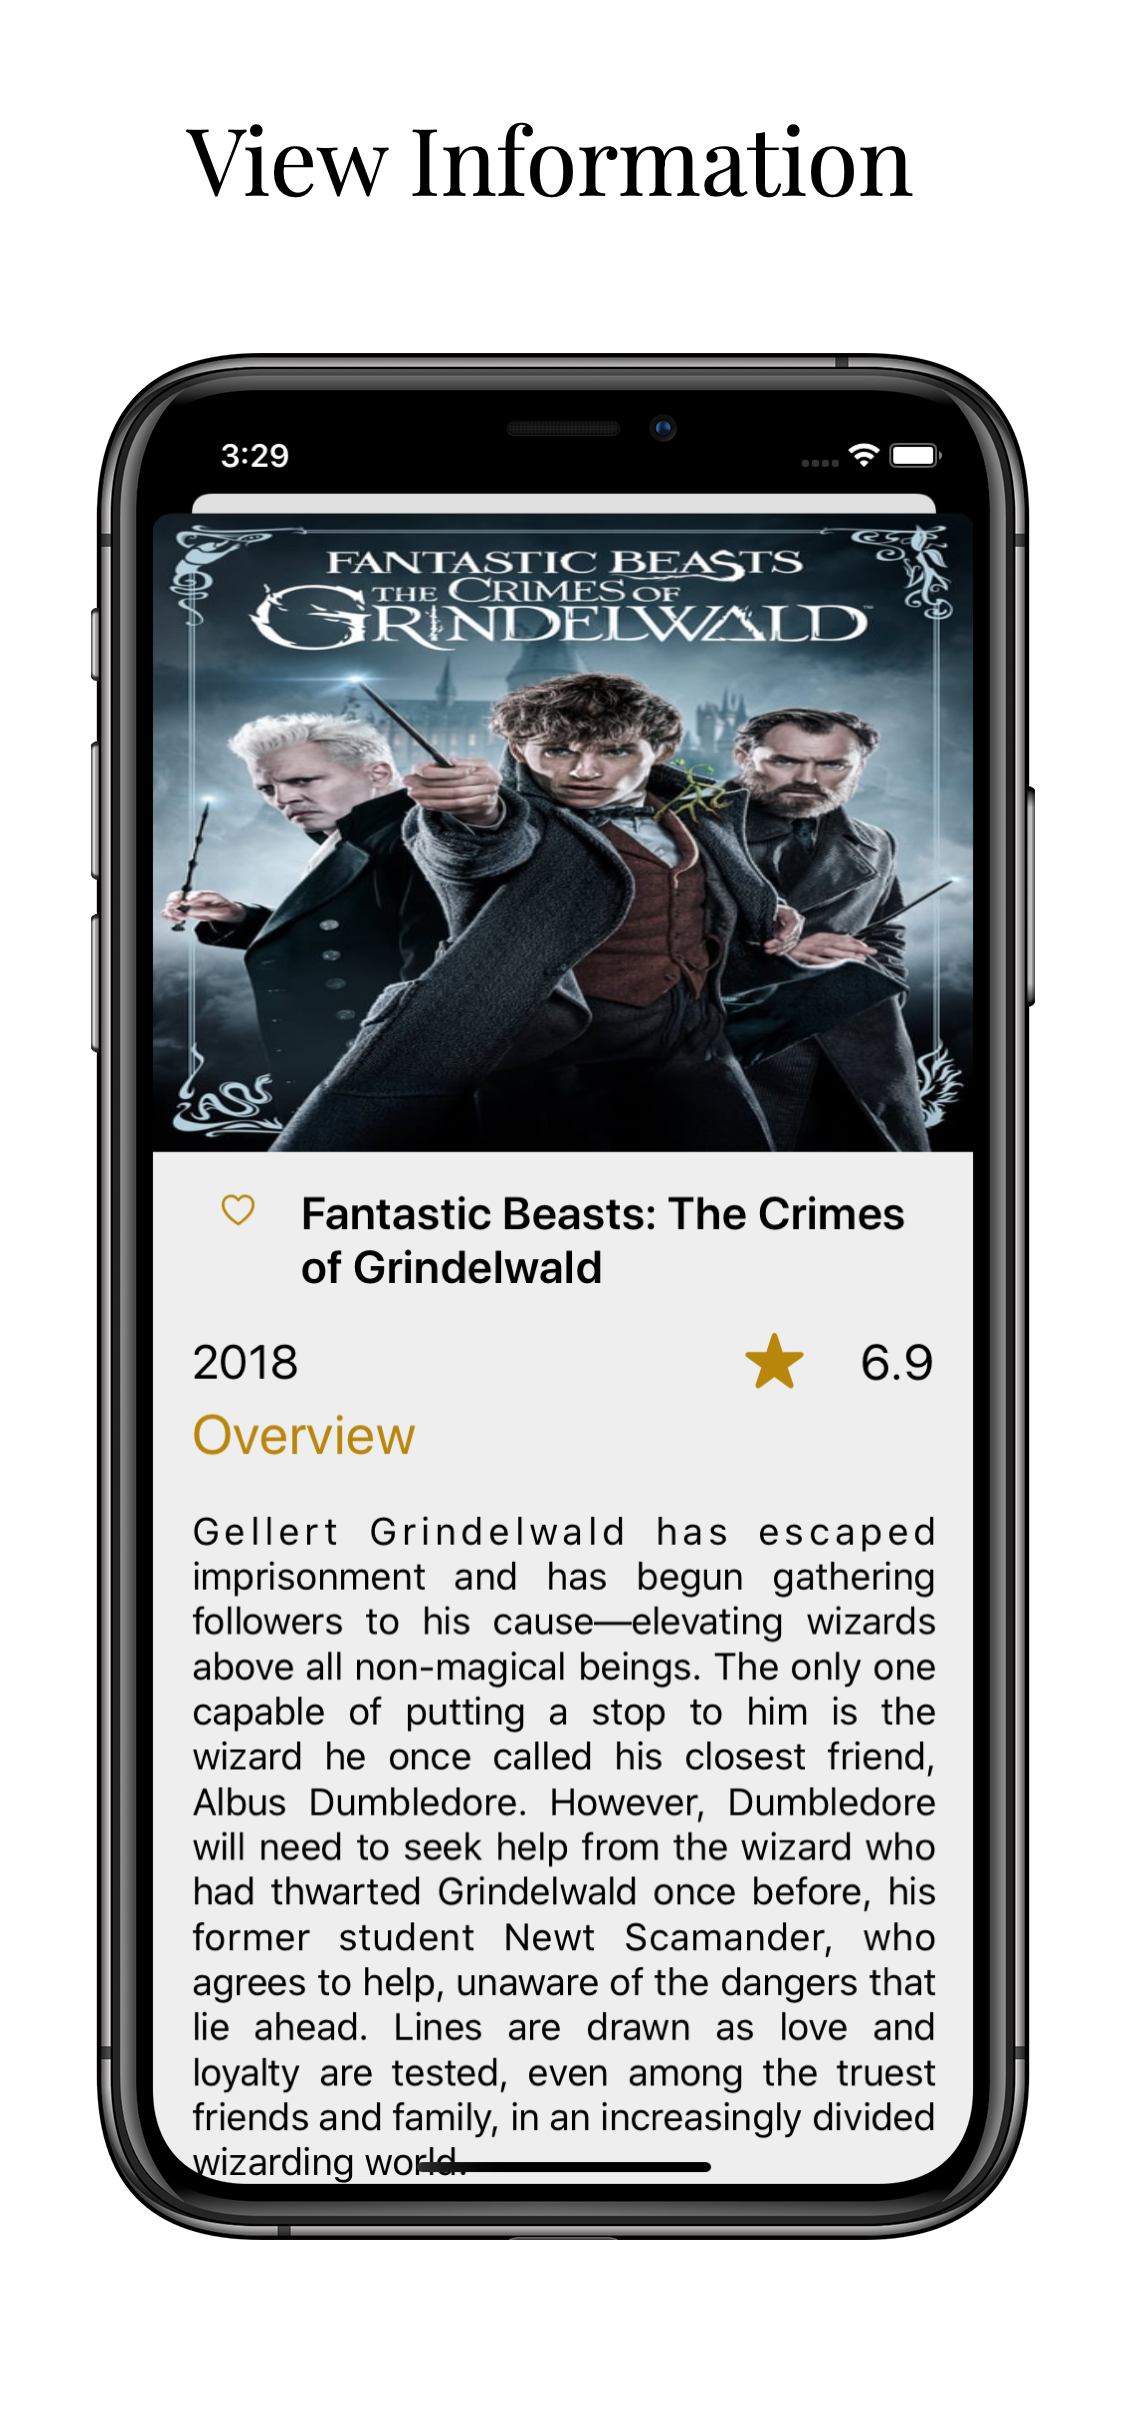 View Information
3:29
FANTASTIC BEASTS
THE CRIMES OF
GRINDELWALD™
Fantastic Beasts: The Crimes
of Grindelwald
2018
6.9
Overview
Gellert Grindelwald has escaped
imprisonment and has begun gathering
followers to his cause—elevating wizards
above all non-magical beings. The only one
capable of putting a stop to him is the
wizard he once called his closest friend,
Albus Dumbledore. However, Dumbledore
will need to seek help from the wizard who
had thwarted Grindelwald once before, his
former student Newt Scamander, who
agrees to help, unaware of the dangers that
lie ahead. Lines are drawn as love and
loyalty are tested, even among the truest
friends and family, in an increasingly divided
wizarding world.